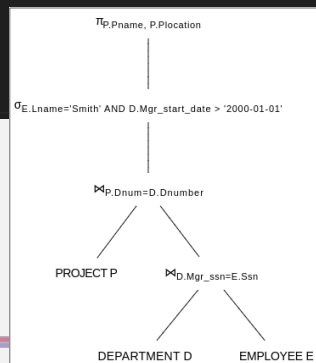 πP.Pname, P.Plocation
σE.Lname='Smith' AND D.Mgr_start_date > '2000-01-01'
⋈P.Dnum=D.Dnumber
PROJECT P
⋈D.Mgr_ssn=E.Ssn
DEPARTMENT D
EMPLOYEE E